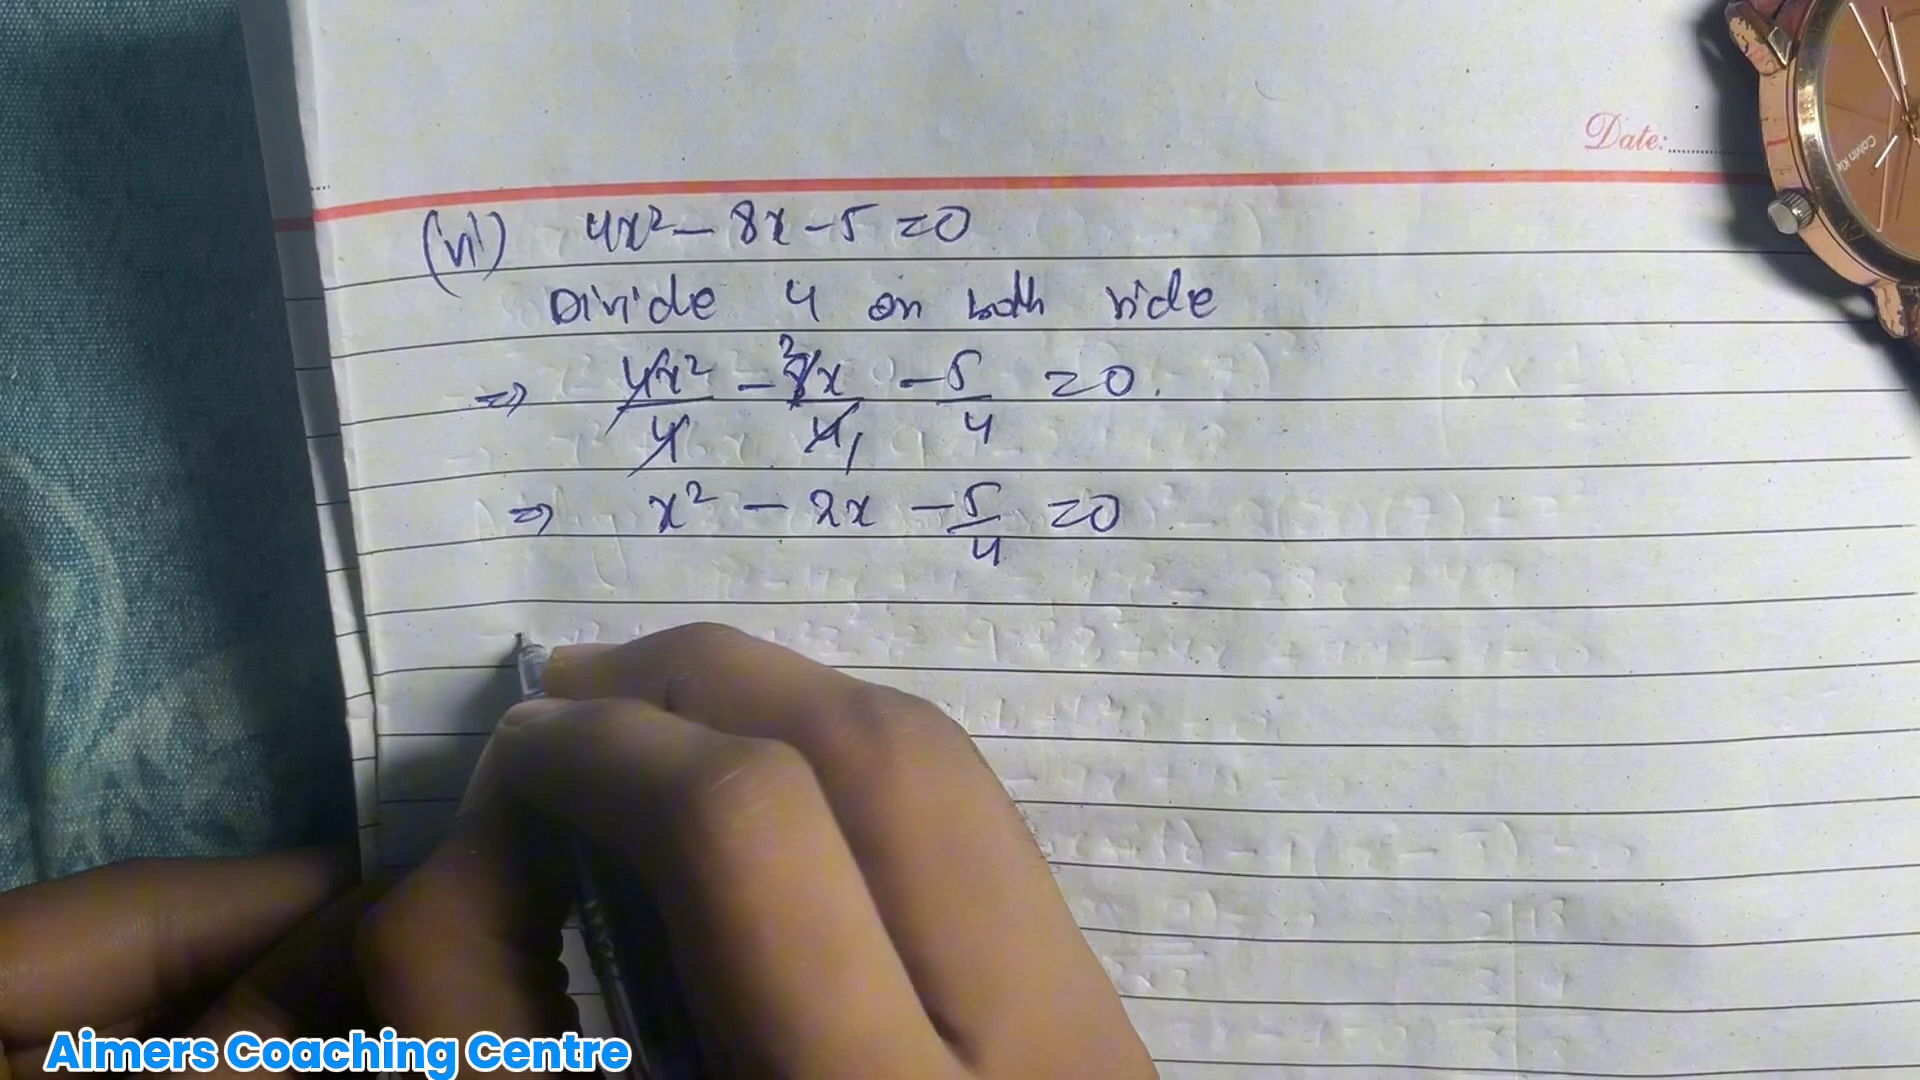 Date:
(vi) 4x² - 8x - 5 = 0
Divide 4 on both side
⇒ 4x²/4 - 8x/4 - 5/4 = 0.
⇒ x² - 2x - 5/4 = 0
Aimers Coaching Centre